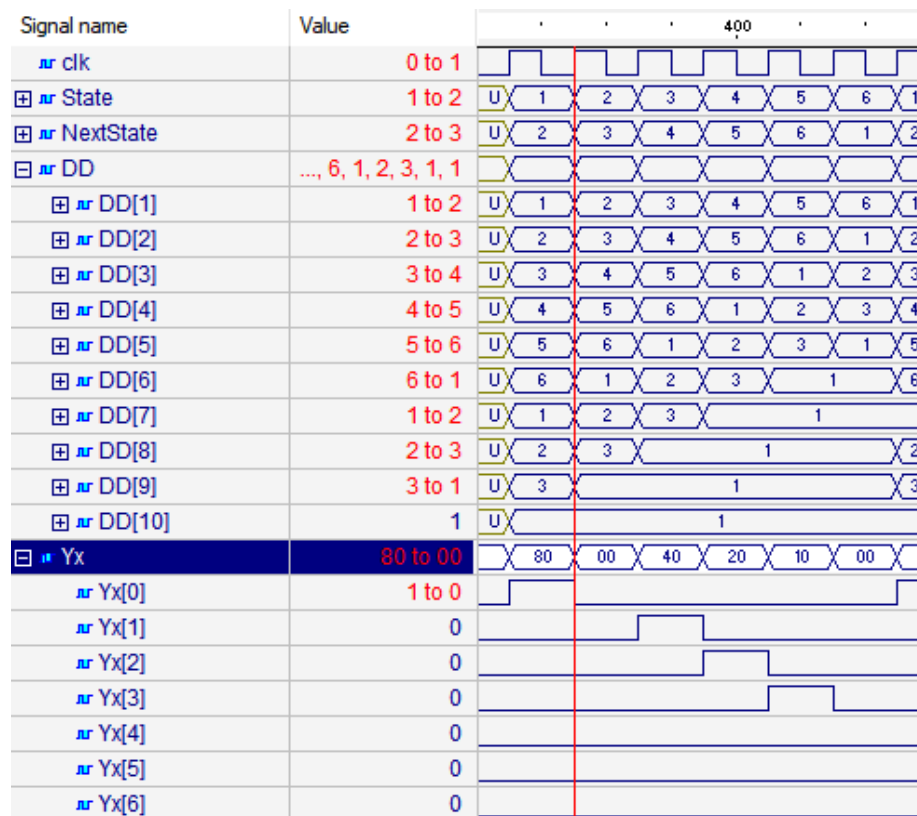 Signal name Value 400
clk 0 to 1
State 1 to 2 U 1 2 3 4 5 6 1
NextState 2 to 3 U 2 3 4 5 6 1 2
DD ..., 6, 1, 2, 3, 1, 1
DD[1] 1 to 2 U 1 2 3 4 5 6 1
DD[2] 2 to 3 U 2 3 4 5 6 1 2
DD[3] 3 to 4 U 3 4 5 6 1 2 3
DD[4] 4 to 5 U 4 5 6 1 2 3 4
DD[5] 5 to 6 U 5 6 1 2 3 1 5
DD[6] 6 to 1 U 6 1 2 3 1 6
DD[7] 1 to 2 U 1 2 3 1
DD[8] 2 to 3 U 2 3 1 2
DD[9] 3 to 1 U 3 1 3
DD[10] 1 U 1
Yx 80 to 00 80 00 40 20 10 00
Yx[0] 1 to 0
Yx[1] 0
Yx[2] 0
Yx[3] 0
Yx[4] 0
Yx[5] 0
Yx[6] 0